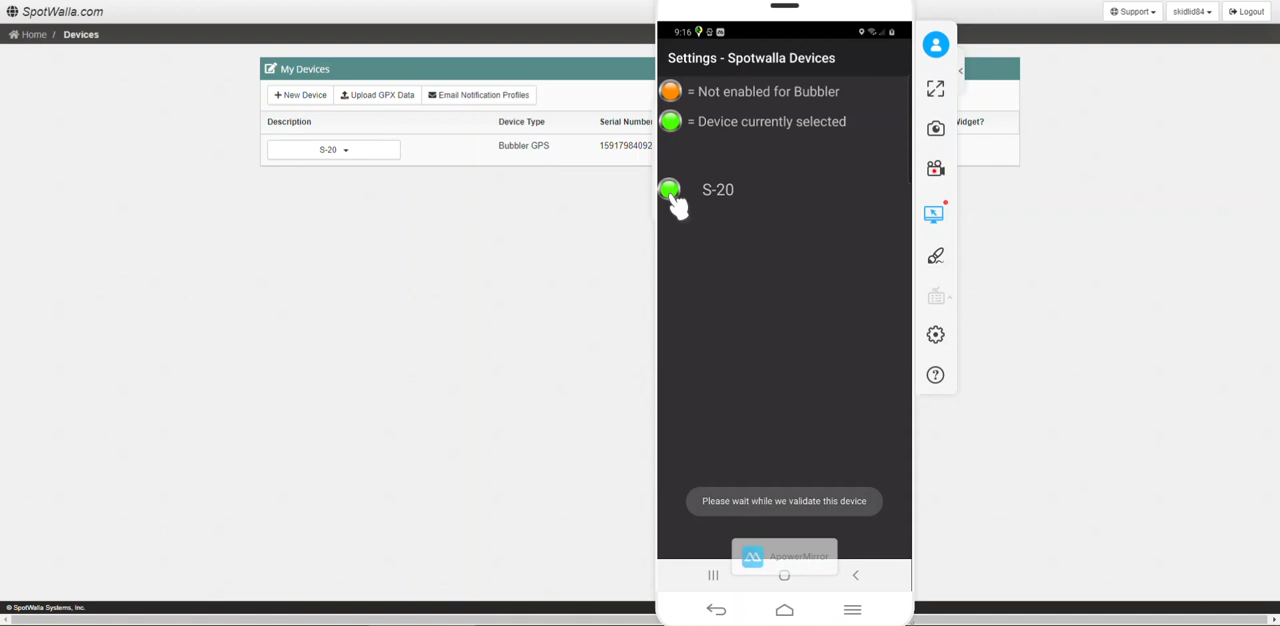 SpotWalla.com
Support
skidlid84
Logout
Home / Devices
My Devices
New Device
Upload GPX Data
Email Notification Profiles
Description
Device Type
Serial Number
Widget?
S-20
Bubbler GPS
15917984092
9:16
Settings - Spotwalla Devices
= Not enabled for Bubbler
= Device currently selected
S-20
Please wait while we validate this device
ApowerMirror
© SpotWalla Systems, Inc.